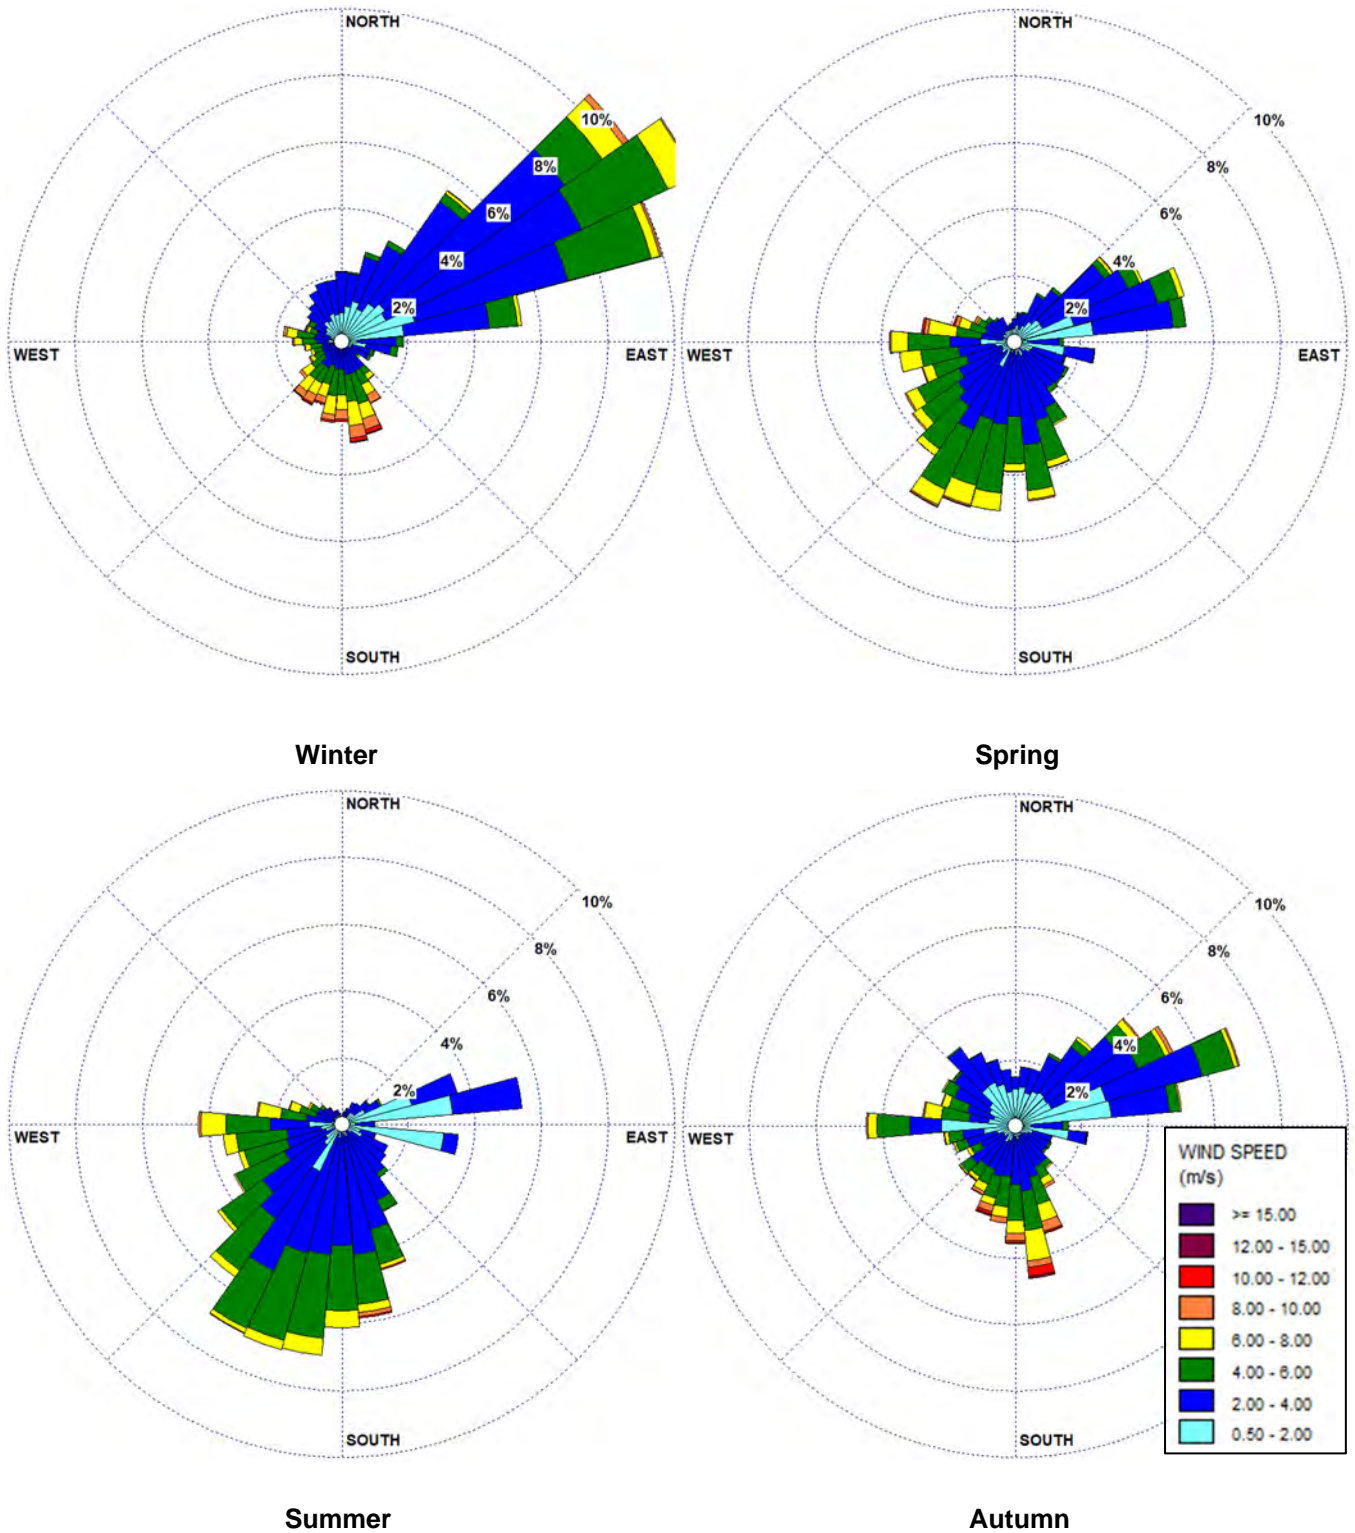 NORTH
10%
8%
6%
4%
2%
WEST
EAST
SOUTH
Winter
NORTH
10%
8%
6%
4%
2%
WEST
EAST
SOUTH
Spring
NORTH
10%
8%
6%
4%
2%
WEST
EAST
SOUTH
Summer
NORTH
10%
8%
6%
4%
2%
WEST
WIND SPEED
(m/s)
>= 15.00
12.00 - 15.00
10.00 - 12.00
8.00 - 10.00
6.00 - 8.00
4.00 - 6.00
2.00 - 4.00
0.50 - 2.00
SOUTH
Autumn